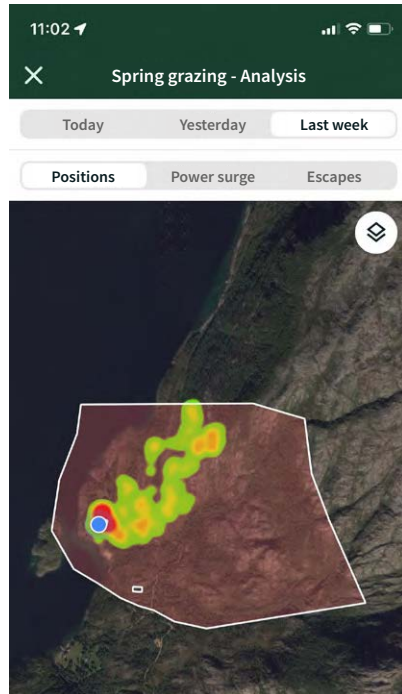 11:02
Spring grazing - Analysis
Today Yesterday Last week
Positions Power surge Escapes